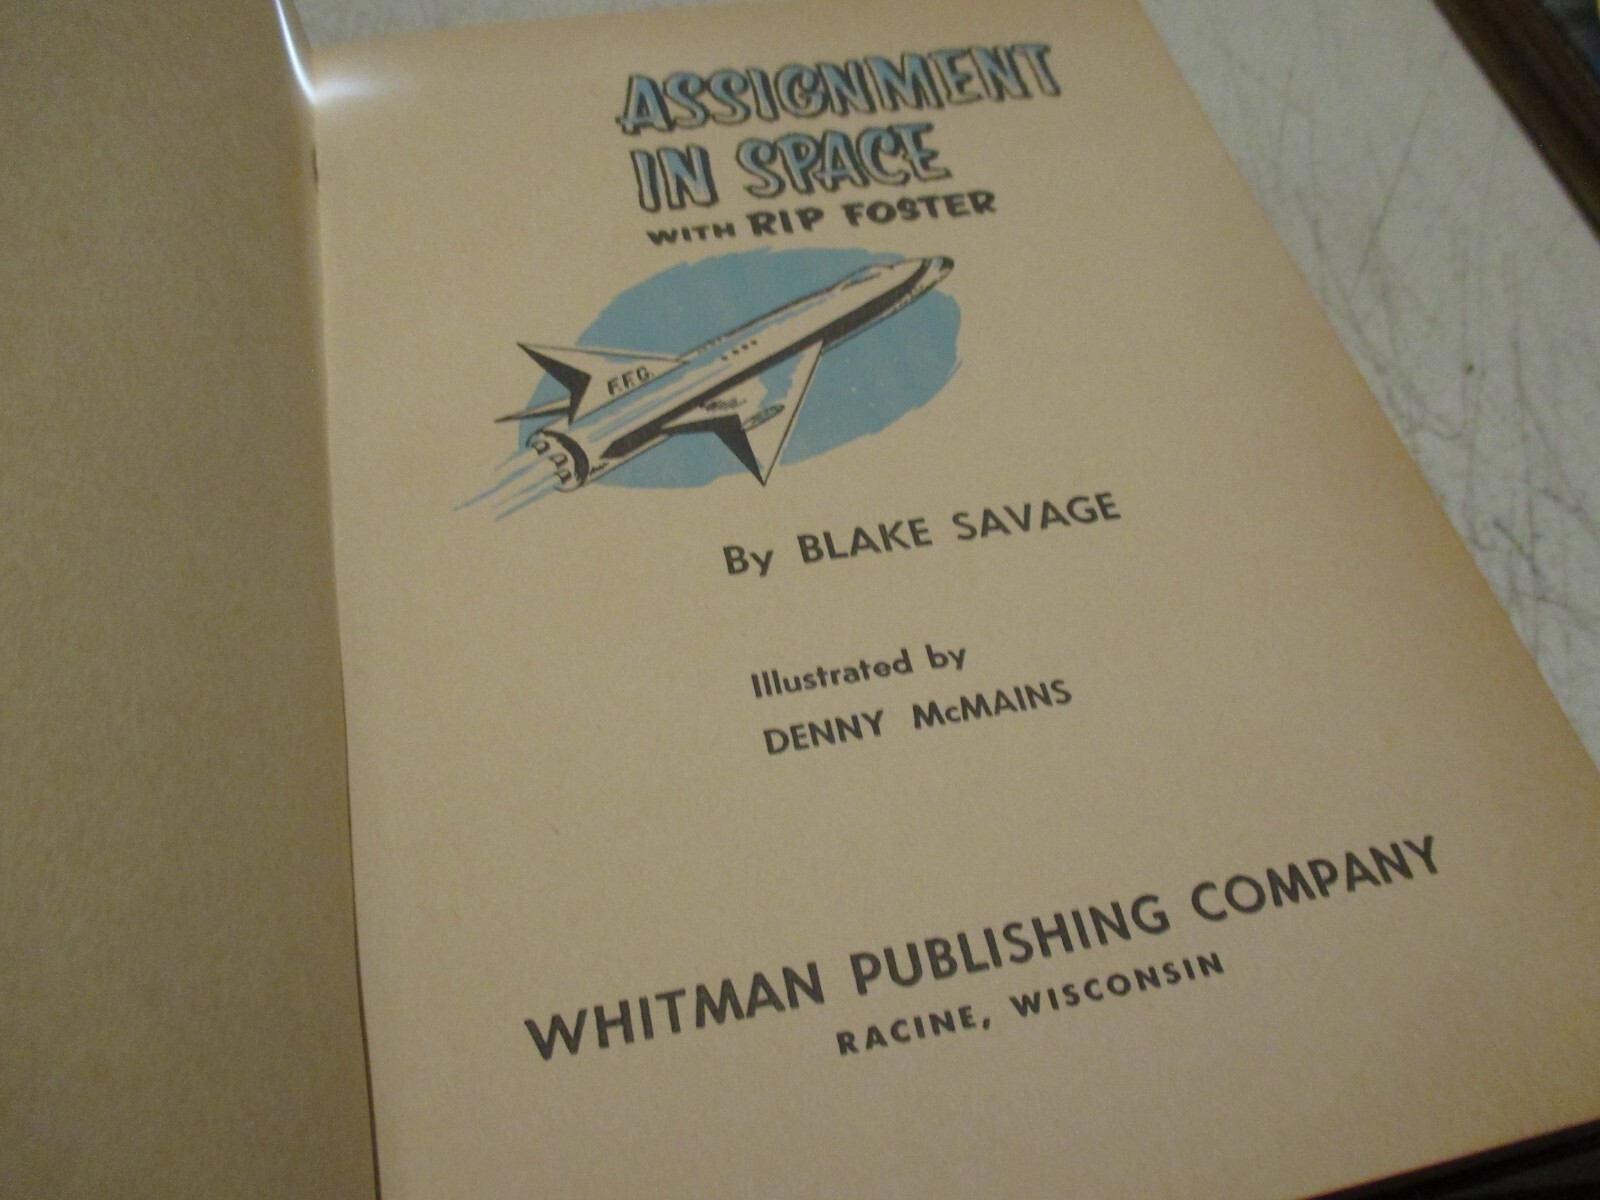 ASSIGNMENT
IN SPACE
WITH RIP FOSTER
F.F.G.
By BLAKE SAVAGE
Illustrated by
DENNY McMAINS
WHITMAN PUBLISHING COMPANY
RACINE, WISCONSIN